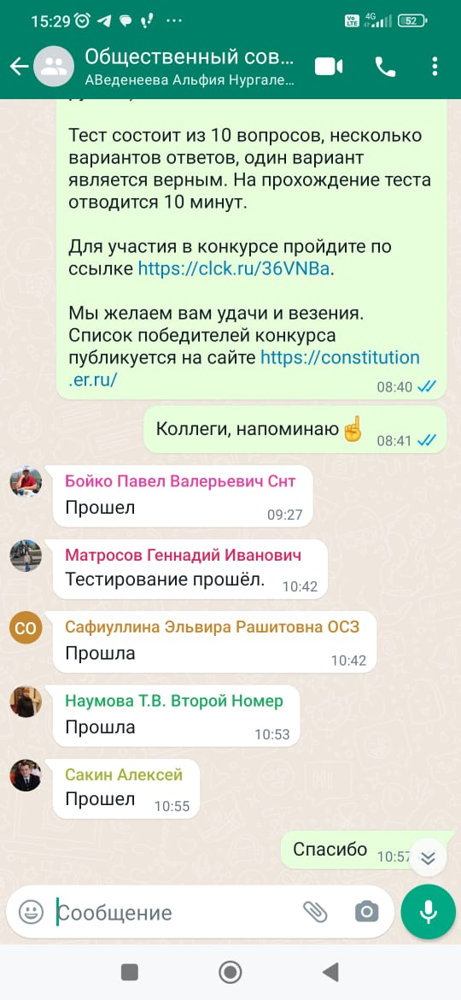 15:29 ...
Vo LTE 4G 52
Общественный сов...
АВеденеева Альфия Нургале...
Тест состоит из 10 вопросов, несколько
вариантов ответов, один вариант
является верным. На прохождение теста
отводится 10 минут.
Для участия в конкурсе пройдите по
ссылке https://clck.ru/36VNBa.
Мы желаем вам удачи и везения.
Список победителей конкурса
публикуется на сайте https://constitution
.er.ru/
08:40
Коллеги, напоминаю☝
08:41
Бойко Павел Валерьевич Снт
Прошел
09:27
Матросов Геннадий Иванович
Тестирование прошёл.
10:42
СО
Сафиуллина Эльвира Рашитовна ОСЗ
Прошла
10:42
Наумова Т.В. Второй Номер
Прошла
10:53
Сакин Алексей
Прошел
10:55
Спасибо
10:57
Сообщение